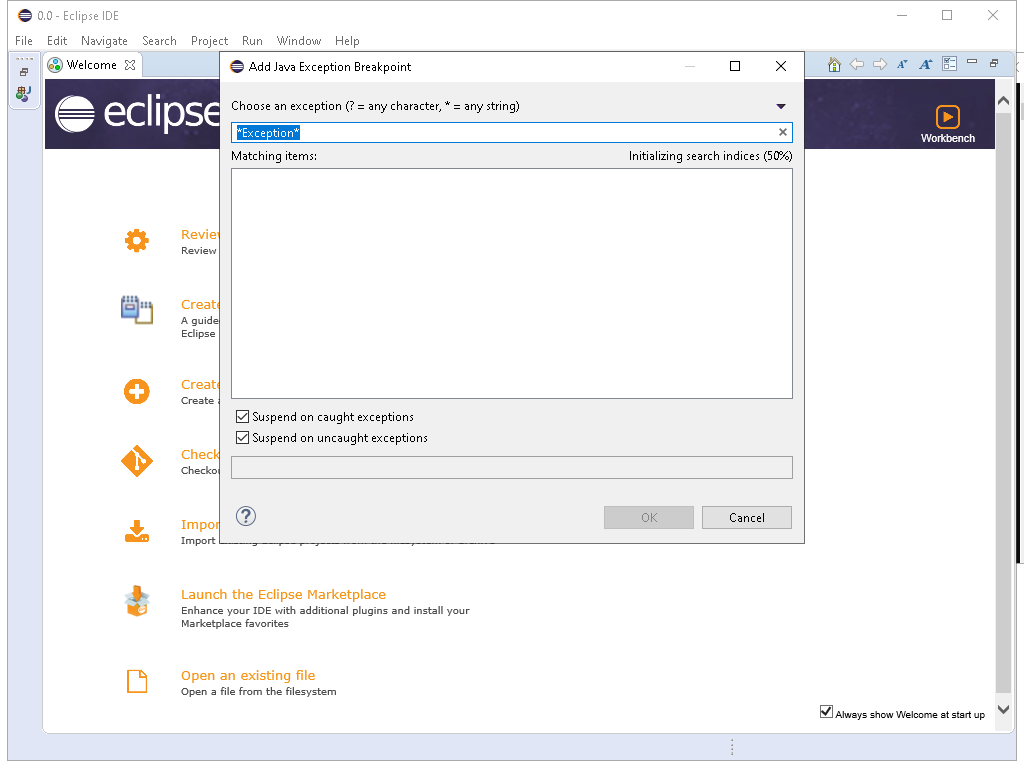 0.0 - Eclipse IDE
File Edit Navigate Search Project Run Window Help
Welcome
Add Java Exception Breakpoint
eclipse
Workbench
Choose an exception (? = any character, * = any string)
*Exception*
Matching items: Initializing search indices (50%)
Review
Create
A guide
Eclipse
Create
Create
Check
Checkou
Impor
Import
Suspend on caught exceptions
Suspend on uncaught exceptions
OK Cancel
Launch the Eclipse Marketplace
Enhance your IDE with additional plugins and install your
Marketplace favorites
Open an existing file
Open a file from the filesystem
Always show Welcome at start up